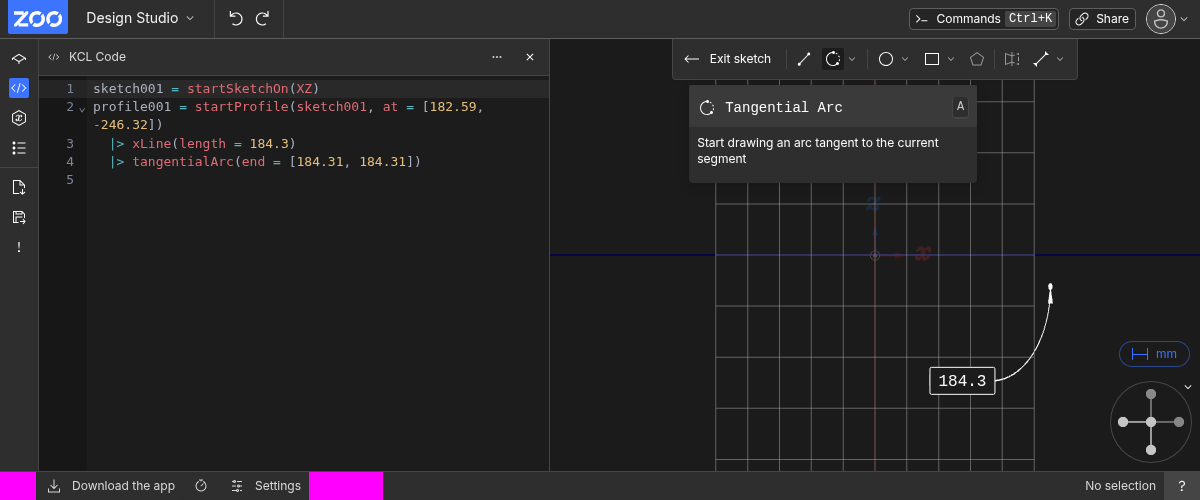 ZOO
Design Studio
Commands Ctrl+K
Share
KCL Code
Exit sketch
1 sketch001 = startSketchOn(XZ)
2 profile001 = startProfile(sketch001, at = [182.59,
-246.32])
3 |> xLine(length = 184.3)
4 |> tangentialArc(end = [184.31, 184.31])
5
Tangential Arc
A
Start drawing an arc tangent to the current
segment
z
x
mm
184.3
Download the app
Settings
No selection
?